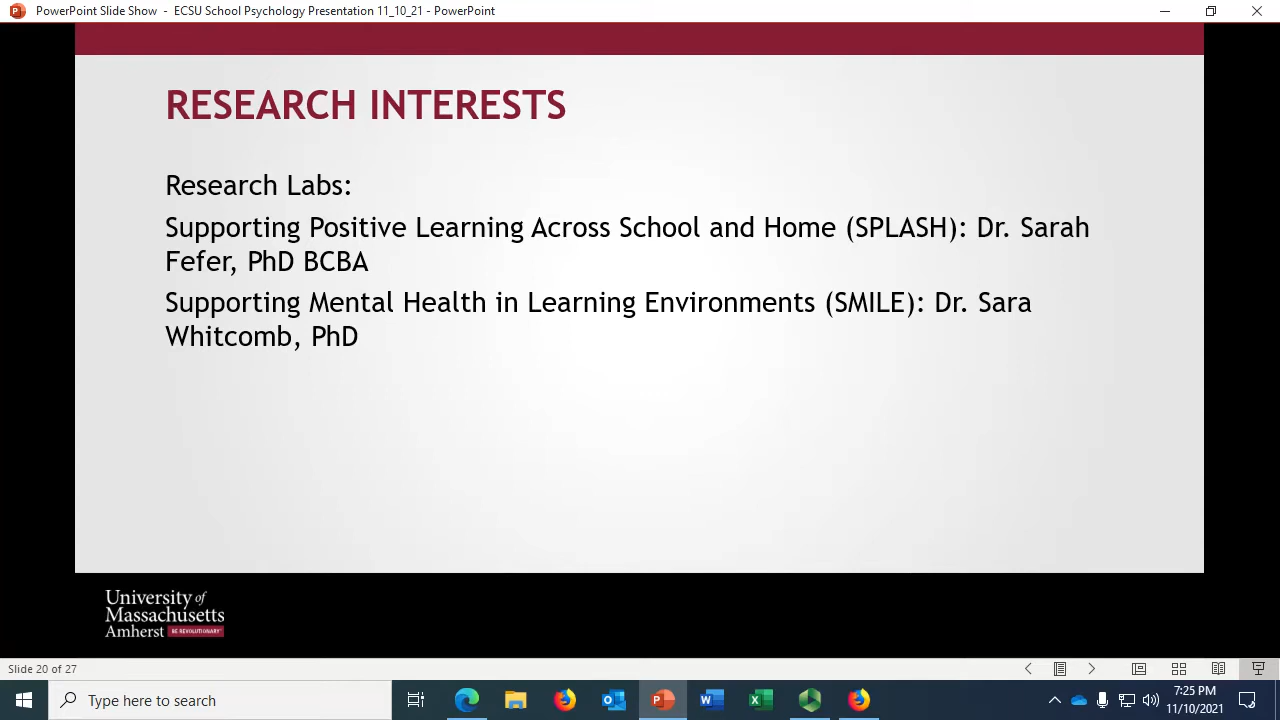 PowerPoint Slide Show - ECSU School Psychology Presentation 11_10_21 - PowerPoint
RESEARCH INTERESTS
Research Labs:
Supporting Positive Learning Across School and Home (SPLASH): Dr. Sarah
Fefer, PhD BCBA
Supporting Mental Health in Learning Environments (SMILE): Dr. Sara
Whitcomb, PhD
University of
Massachusetts
Amherst BE REVOLUTIONARY™
Slide 20 of 27
Type here to search
7:25 PM
11/10/2021